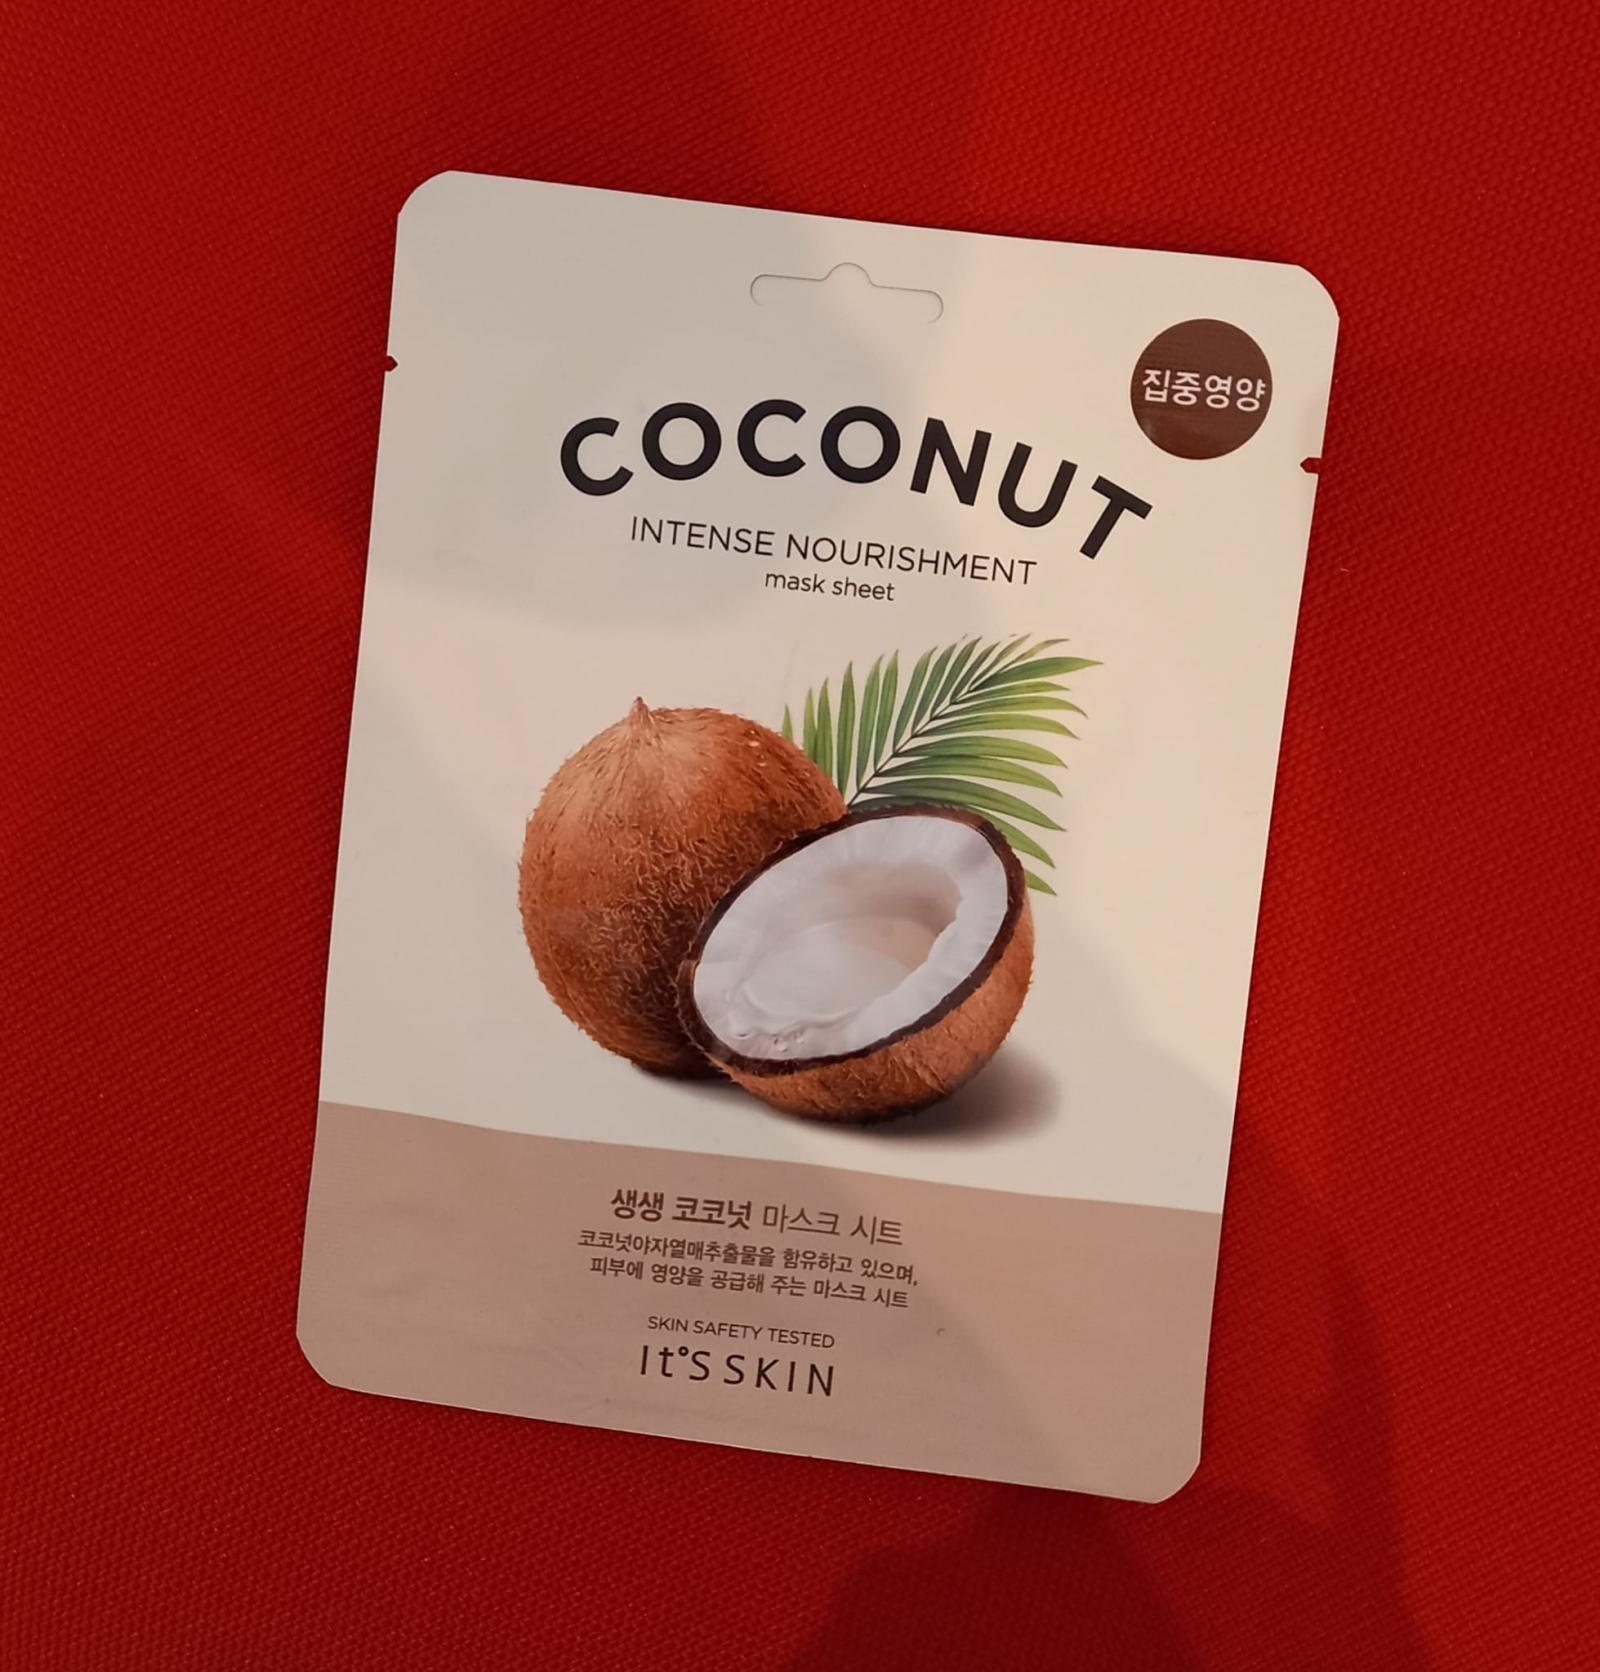 집중영양
COCONUT
INTENSE NOURISHMENT
mask sheet
생생 코코넛 마스크 시트
코코넛야자열매추출물을 함유하고 있으며,
피부에 영양을 공급해 주는 마스크 시트
SKIN SAFETY TESTED
It°S SKIN